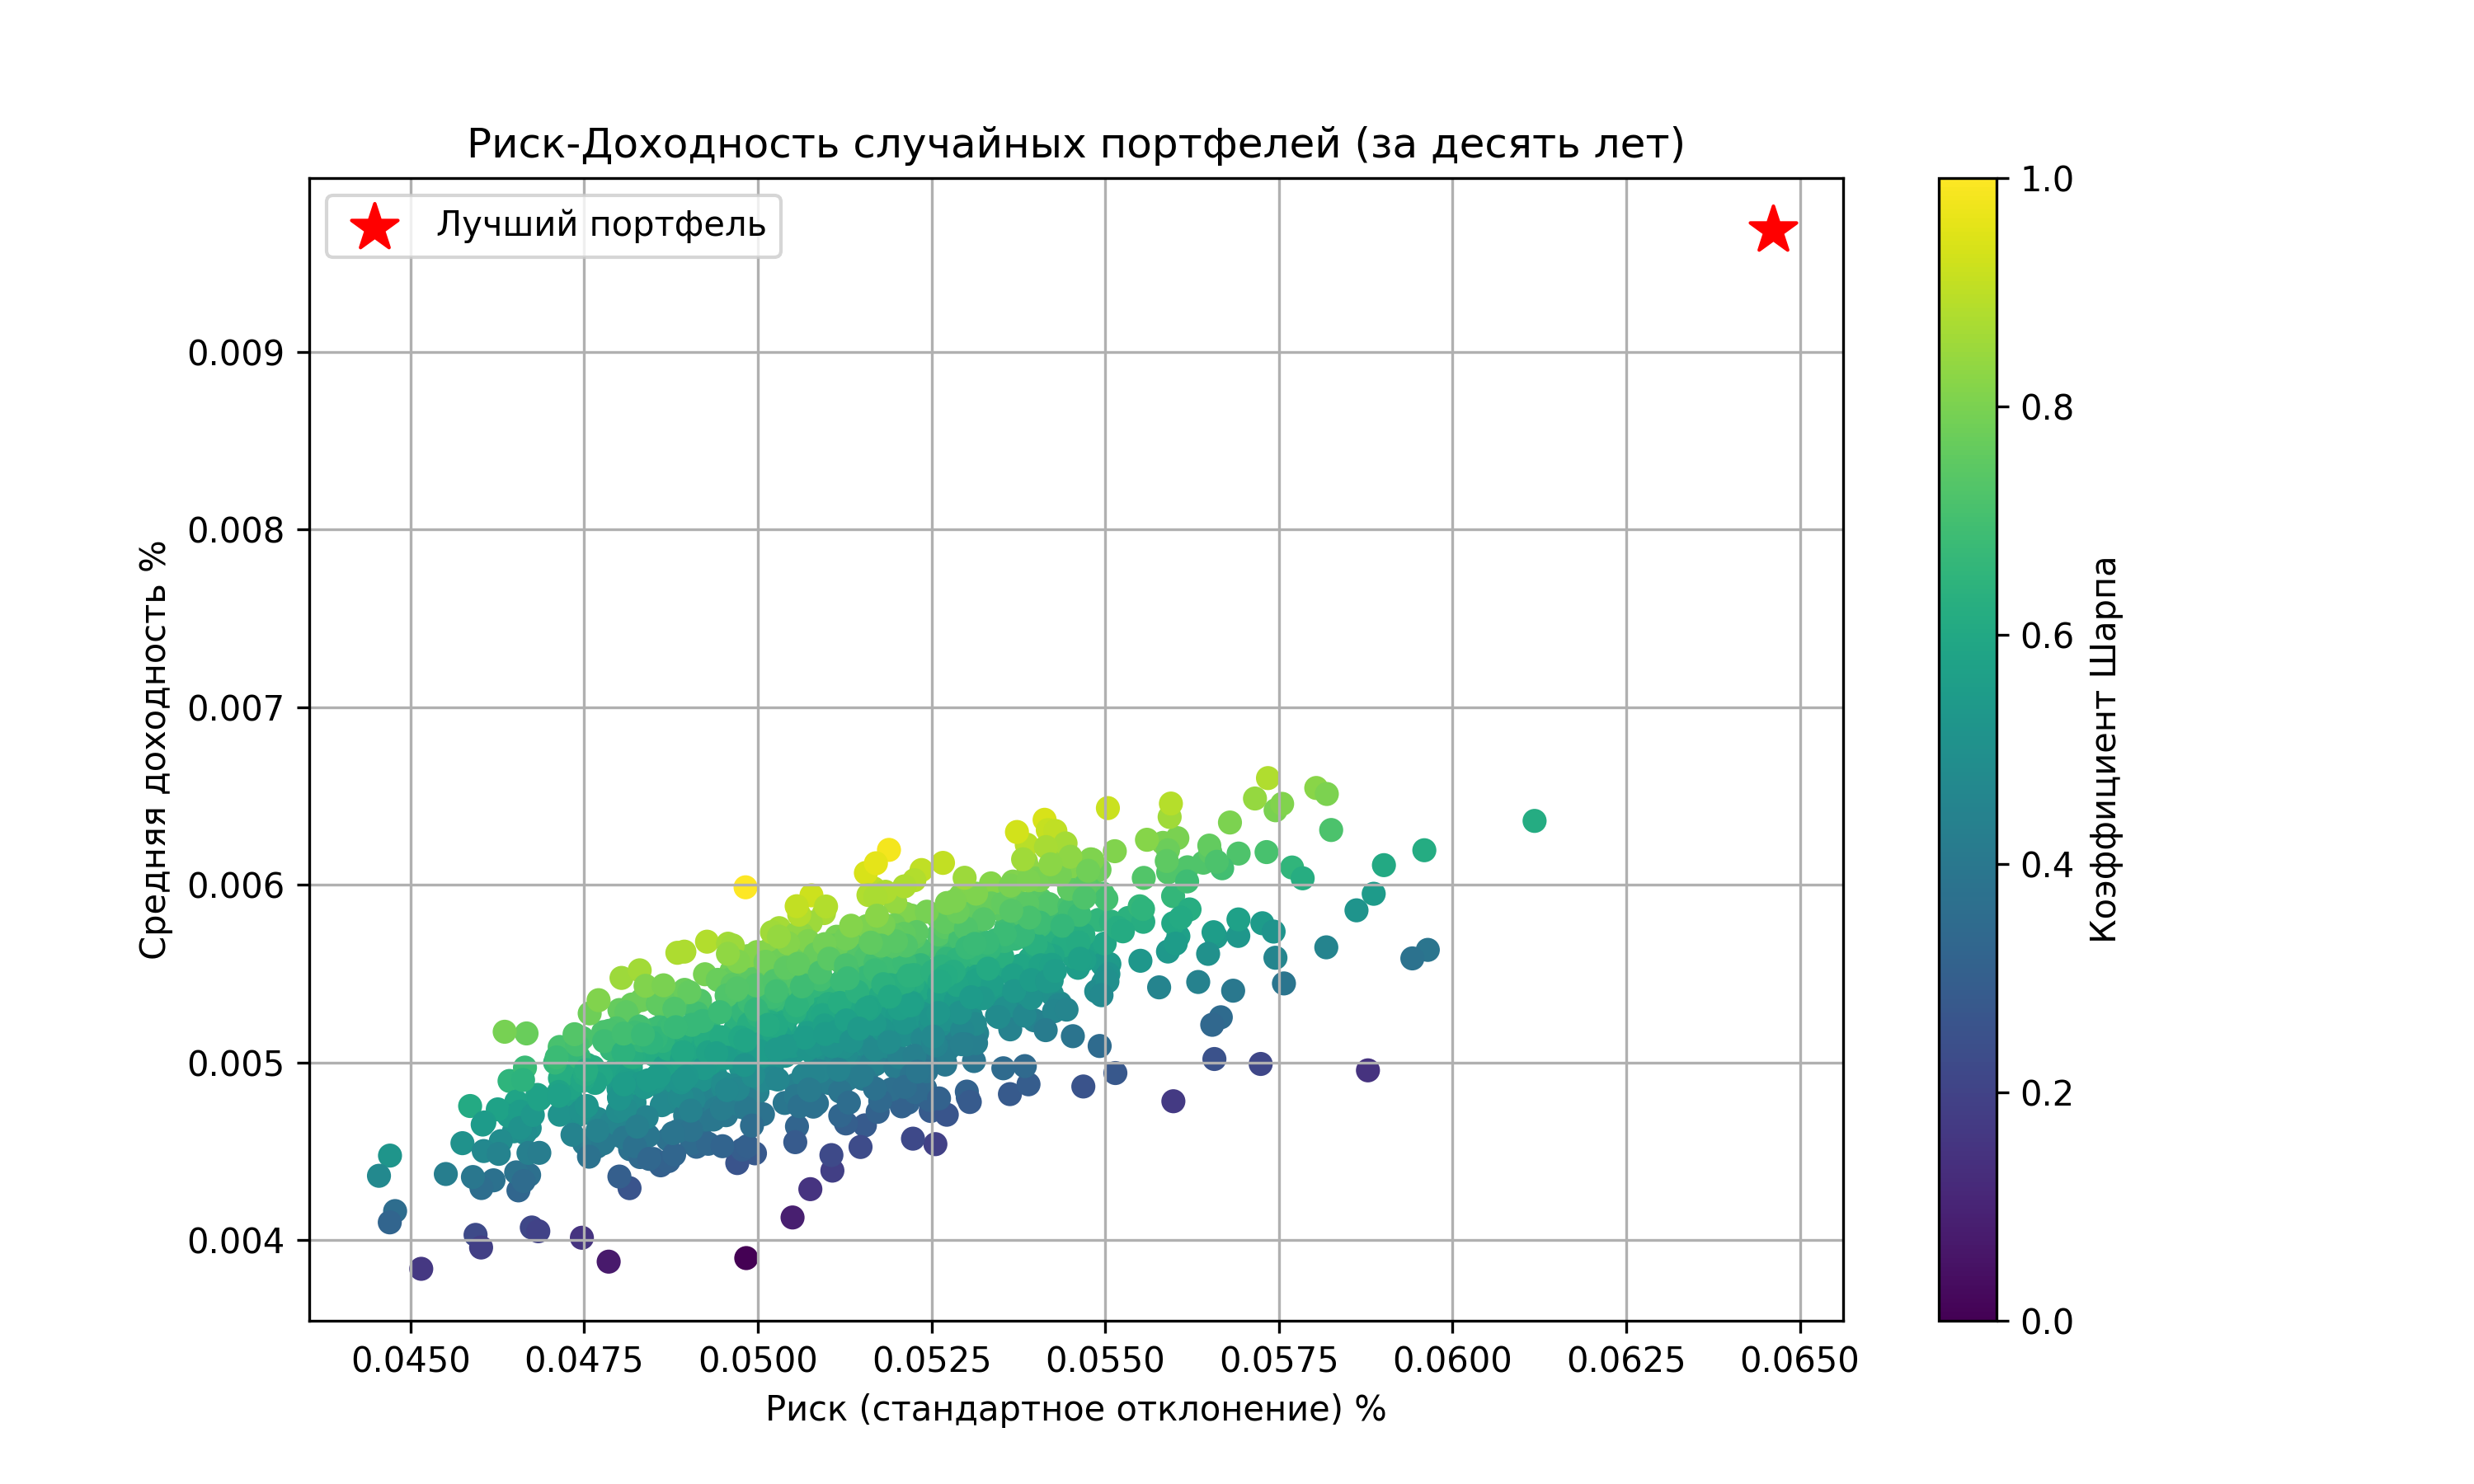 Риск-Доходность случайных портфелей (за десять лет)
Лучший портфель
Средняя доходность %
0.009
0.008
0.007
0.006
0.005
0.004
0.0450 0.0475 0.0500 0.0525 0.0550 0.0575 0.0600 0.0625 0.0650
Риск (стандартное отклонение) %
1.0
0.8
0.6
0.4
0.2
0.0
Коэффициент Шарпа